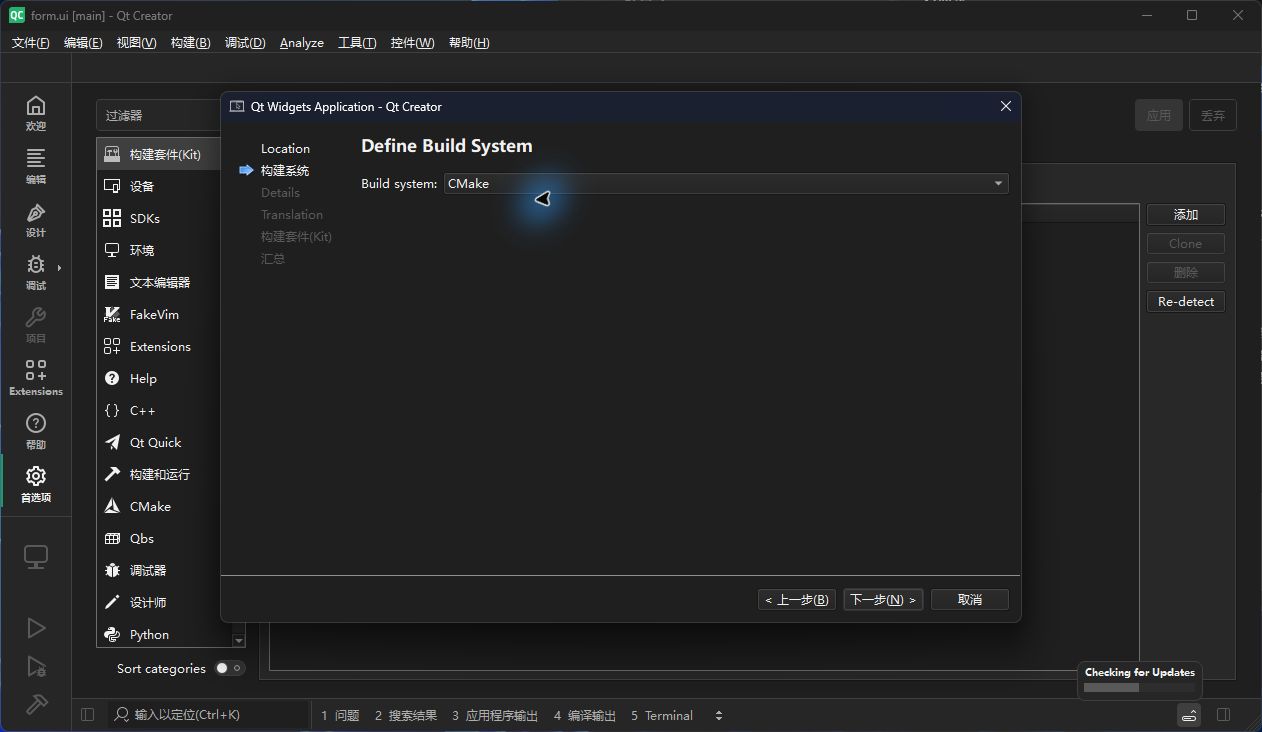 QC form.ui [main] - Qt Creator
文件(F) 编辑(E) 视图(V) 构建(B) 调试(D) Analyze 工具(T) 控件(W) 帮助(H)
欢迎
编辑
设计
调试
项目
Extensions
帮助
首选项
过滤器
构建套件(Kit)
设备
SDKs
环境
文本编辑器
FakeVim
Extensions
Help
C++
Qt Quick
构建和运行
CMake
Qbs
调试器
设计师
Python
Sort categories
Qt Widgets Application - Qt Creator
Location
构建系统
Details
Translation
构建套件(Kit)
汇总
Define Build System
Build system: CMake
< 上一步(B) 下一步(N) > 取消
应用 丢弃
添加
Clone
删除
Re-detect
Checking for Updates
输入以定位(Ctrl+K) 1 问题 2 搜索结果 3 应用程序输出 4 编译输出 5 Terminal